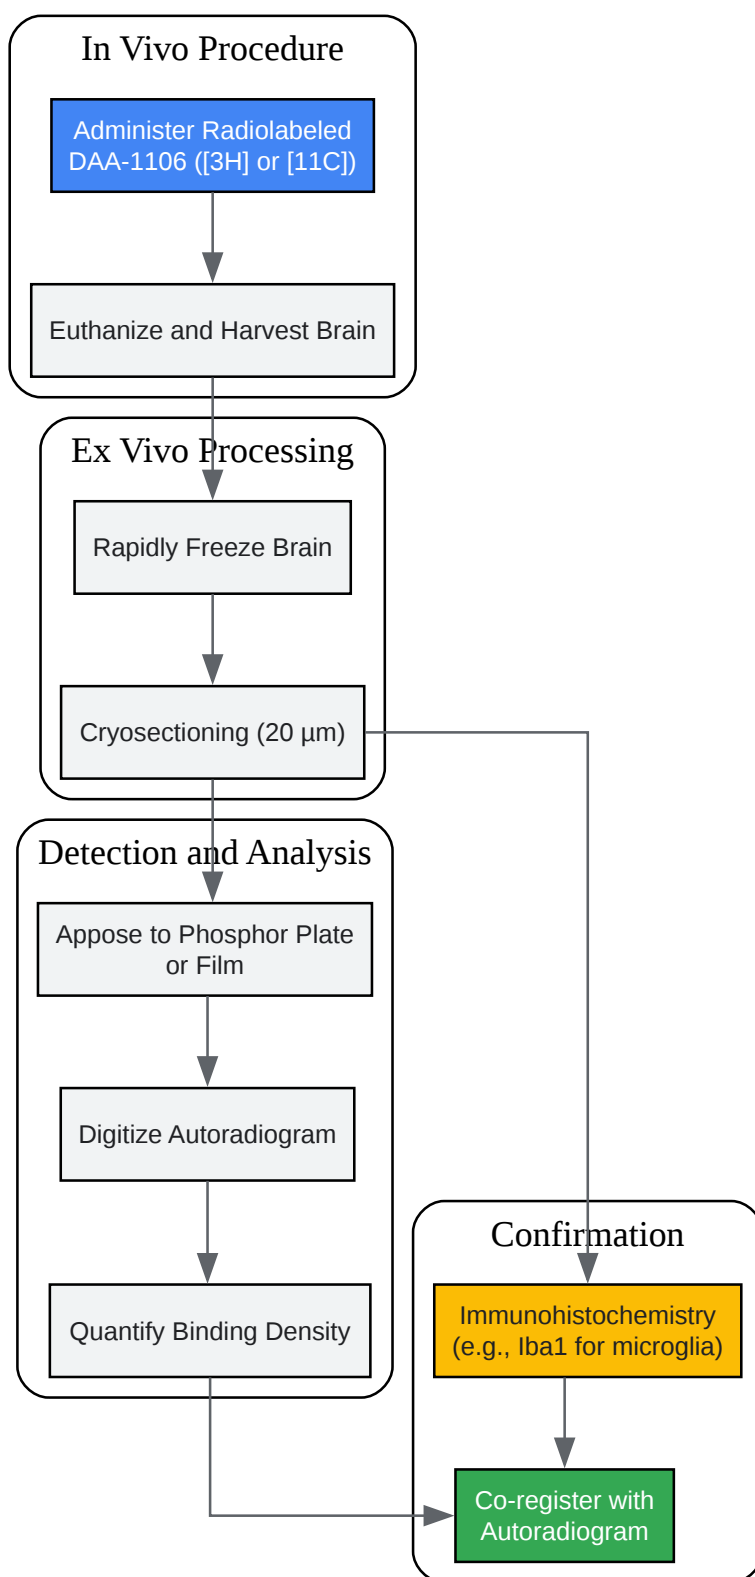 In Vivo Procedure
Administer Radiolabeled
DAA-1106 ([3H] or [11C])
Euthanize and Harvest Brain
Ex Vivo Processing
Rapidly Freeze Brain
Cryosectioning (20 µm)
Detection and Analysis
Appose to Phosphor Plate
or Film
Digitize Autoradiogram
Quantify Binding Density
Confirmation
Immunohistochemistry
(e.g., Iba1 for microglia)
Co-register with
Autoradiogram